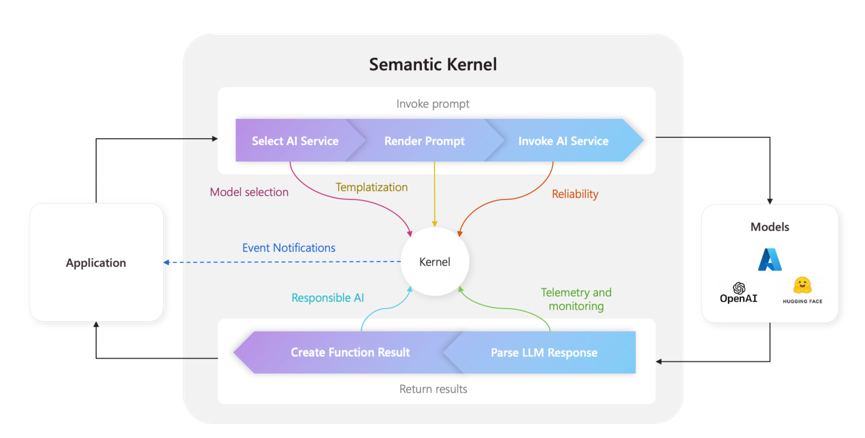 Semantic Kernel
Invoke prompt
Select AI Service
Render Prompt
Invoke AI Service
Model selection
Templatization
Reliability
Application
Event Notifications
Kernel
Models
OpenAI
HUGGING FACE
Responsible AI
Telemetry and
monitoring
Create Function Result
Parse LLM Response
Return results